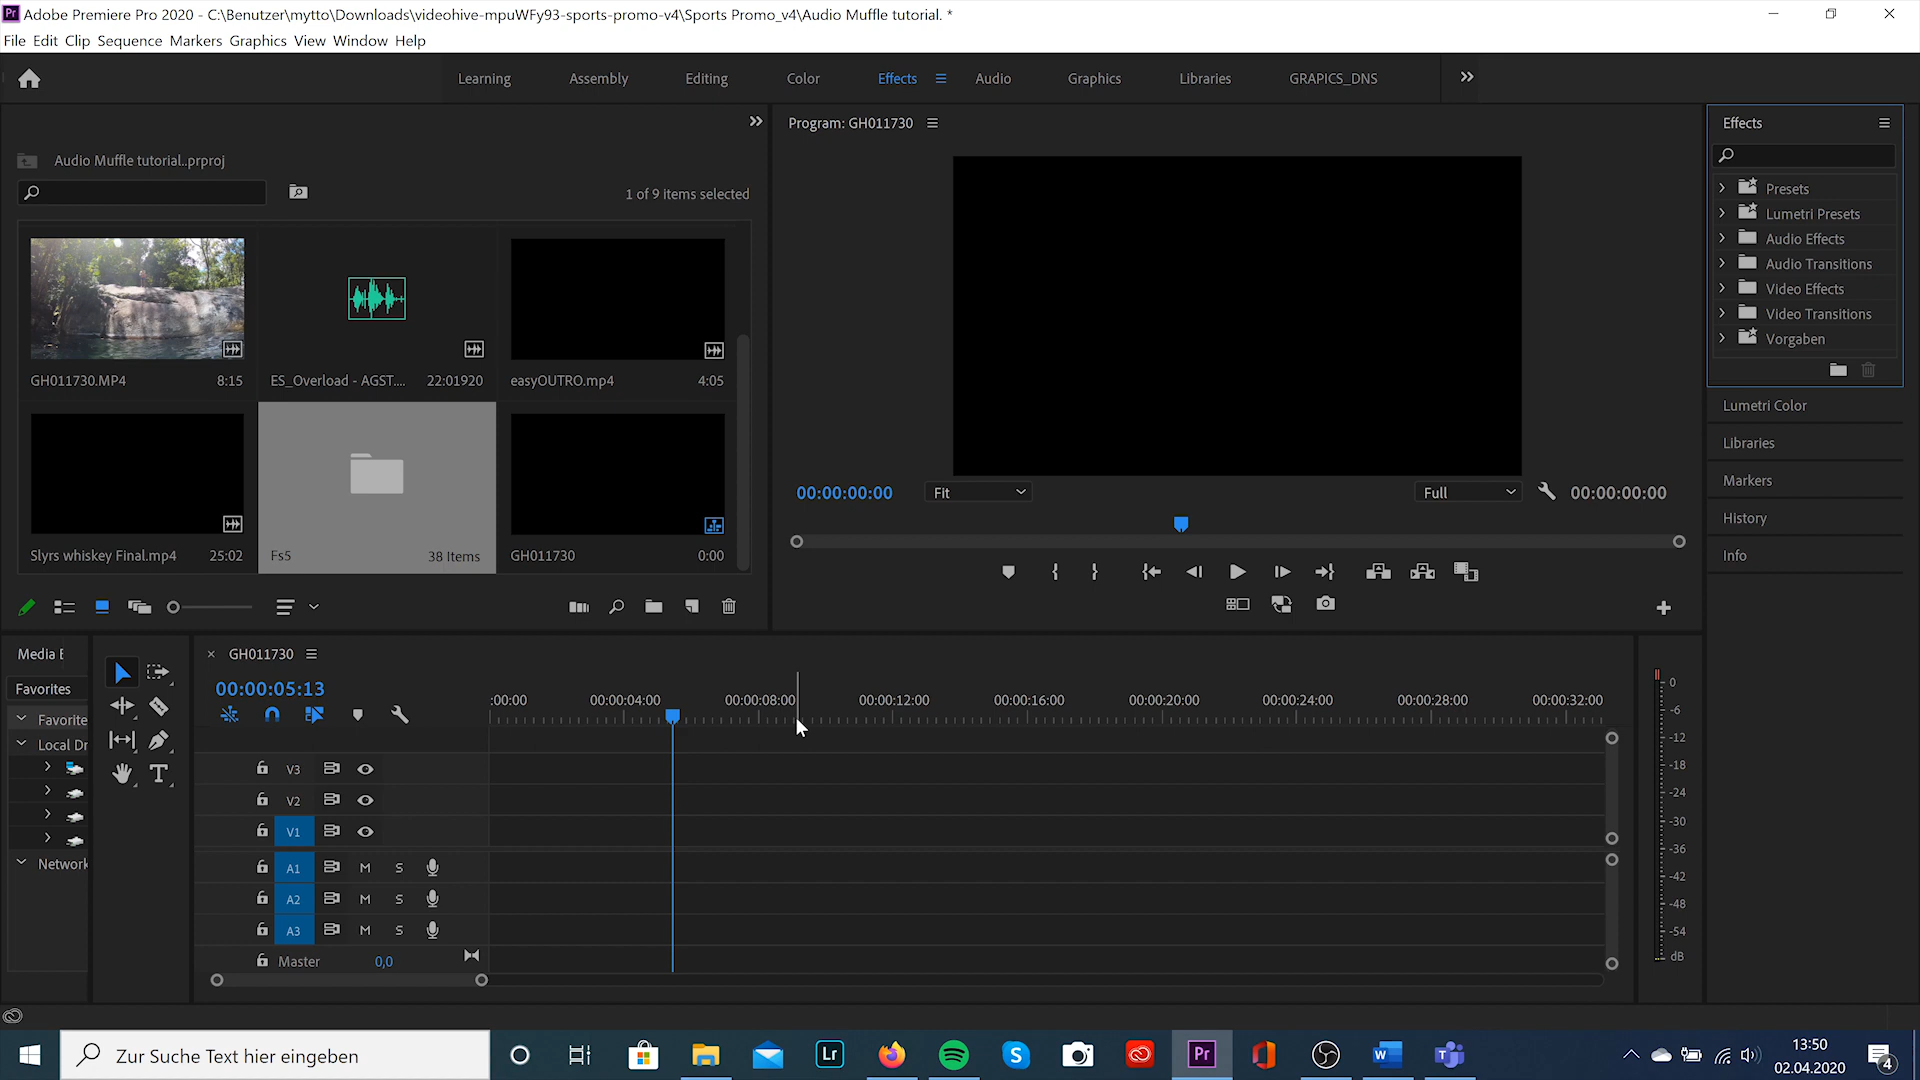 Adobe Premiere Pro 2020 - C:\Benutzer\mytto\Downloads\videohive-mpuWFy93-sports-promo-v4\Sports Promo_v4\Audio Muffle tutorial. *
File Edit Clip Sequence Markers Graphics View Window Help
Learning Assembly Editing Color Effects Audio Graphics Libraries GRAPICS_DNS
Audio Muffle tutorial..prproj
1 of 9 items selected
GH011730.MP4 8:15
ES_Overload - AGST.... 22:01920
easyOUTRO.mp4 4:05
Slyrs whiskey Final.mp4 25:02
Fs5 38 Items
GH011730 0:00
Program: GH011730
00:00:00:00 Fit Full 00:00:00:00
Effects
Presets
Lumetri Presets
Audio Effects
Audio Transitions
Video Effects
Video Transitions
Vorgaben
Lumetri Color
Libraries
Markers
History
Info
Media
Favorites
Favorite
Local Dr
Network
T
GH011730
00:00:05:13
:00:00 00:00:04:00 00:00:08:00 00:00:12:00 00:00:16:00 00:00:20:00 00:00:24:00 00:00:28:00 00:00:32:00
V3
V2
V1
A1 M S
A2 M S
A3 M S
Master 0,0
0
-6
-12
-18
-24
-30
-36
-42
-48
-54
dB
Zur Suche Text hier eingeben
Lr
Pr
13:50
02.04.2020
4